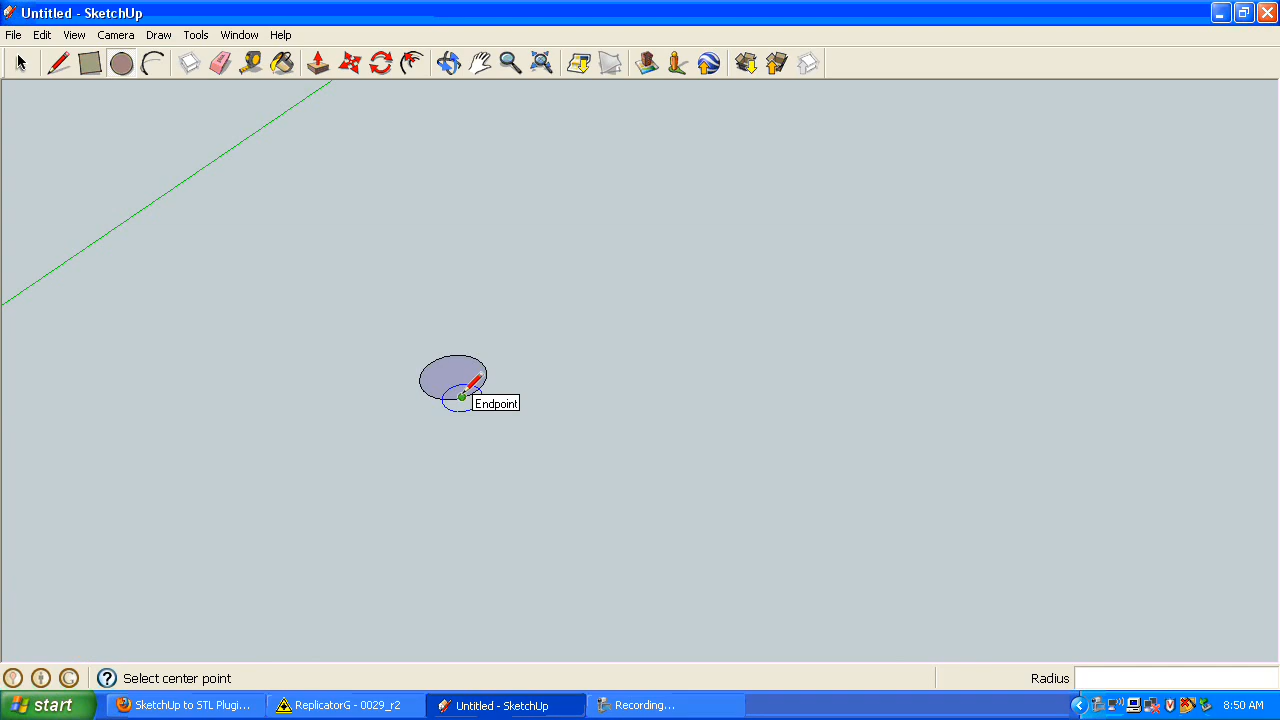 Untitled - SketchUp
File Edit View Camera Draw Tools Window Help
Endpoint
Select center point
Radius
start
SketchUp to STL Plugi...
ReplicatorG - 0029_r2
Untitled - SketchUp
Recording...
8:50 AM